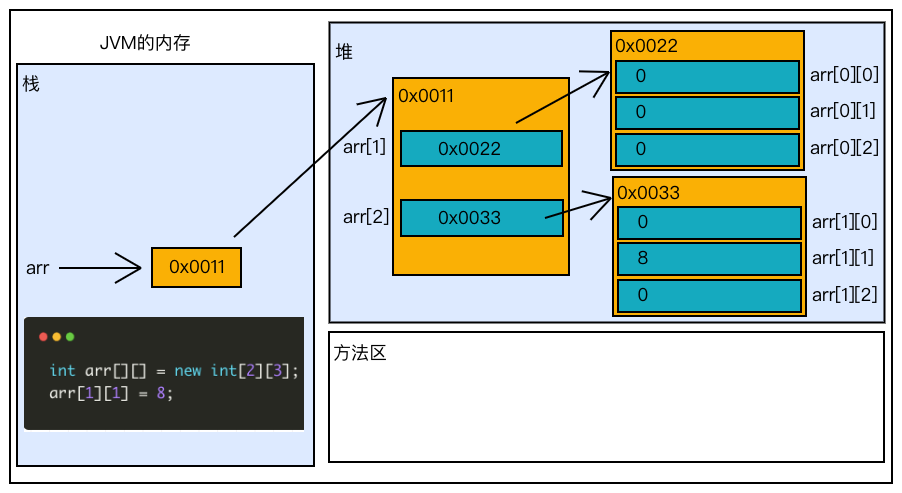 JVM的内存
栈
arr
0x0011
int arr[][] = new int[2][3];
arr[1][1] = 8;
堆
0x0011
arr[1]
0x0022
arr[2]
0x0033
0x0022
0
arr[0][0]
0
arr[0][1]
0
arr[0][2]
0x0033
0
arr[1][0]
8
arr[1][1]
0
arr[1][2]
方法区